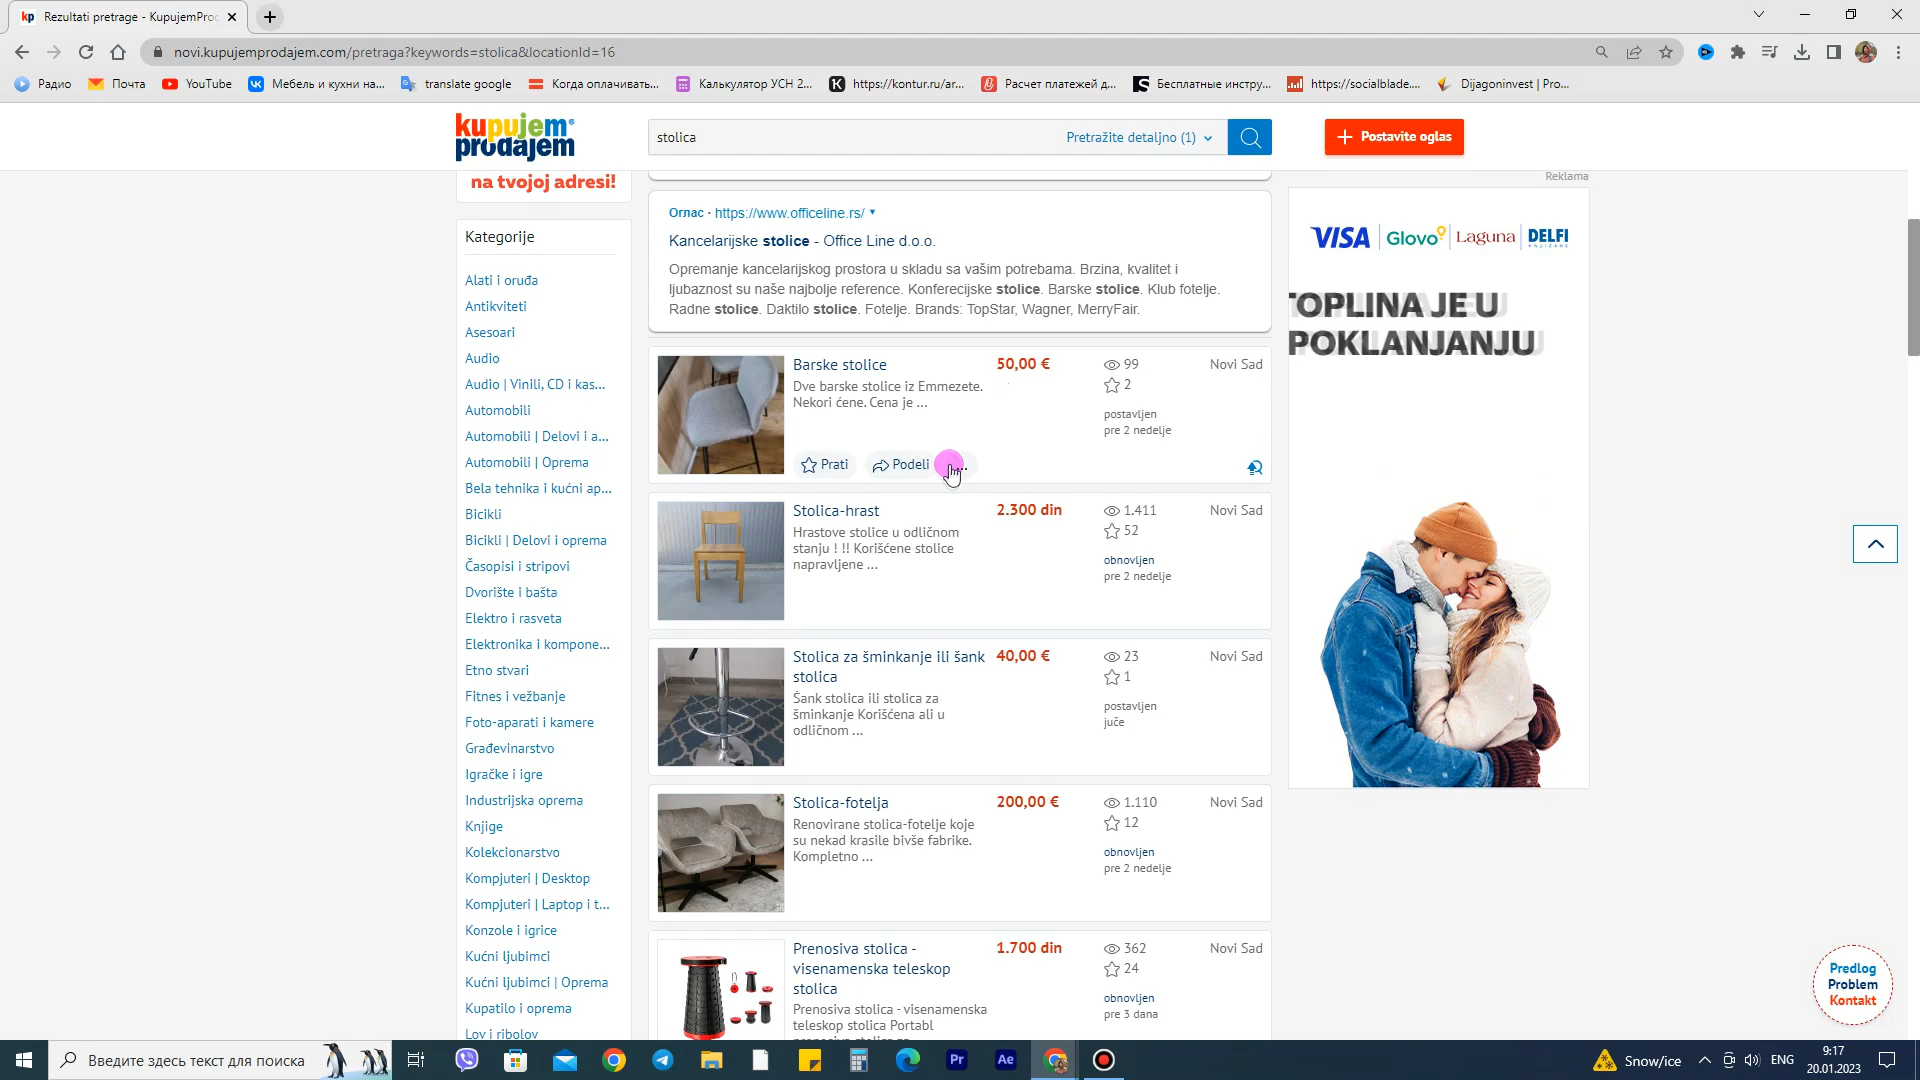 Rezultati pretrage - KupujemProd
novi.kupujemprodajem.com/pretraga?keywords=stolica&locationId=16
Радио
Почта
YouTube
Мебель и кухни на...
translate google
Когда оплачивать...
Калькулятор УСН 2...
https://kontur.ru/ar...
Расчет платежей д...
Бесплатные инстру...
https://socialblade....
Dijagoninvest | Pro...
kupujem
prodajem
stolica
Pretražite detaljno (1)
+ Postavite oglas
na tvojoj adresi!
Kategorije
Alati i oruđa
Antikviteti
Asesoari
Audio
Audio | Vinili, CD i kas...
Automobili
Automobili | Delovi i a...
Automobili | Oprema
Bela tehnika i kućni ap...
Bicikli
Bicikli | Delovi i oprema
Časopisi i stripovi
Dvorište i bašta
Elektro i rasveta
Elektronika i kompone...
Etno stvari
Fitnes i vežbanje
Foto-aparati i kamere
Građevinarstvo
Igračke i igre
Industrijska oprema
Knjige
Kolekcionarstvo
Kompjuteri | Desktop
Kompjuteri | Laptop i t...
Konzole i igrice
Kućni ljubimci
Kućni ljubimci | Oprema
Kupatilo i oprema
Lov i ribolov
Оглас · https://www.officeline.rs/
Kancelarijske stolice - Office Line d.o.o.
Opremanje kancelarijskog prostora u skladu sa vašim potrebama. Brzina, kvalitet i
ljubaznost su naše najbolje reference. Konferecijske stolice. Barske stolice. Klub fotelje.
Radne stolice. Daktilo stolice. Fotelje. Brands: TopStar, Wagner, MerryFair.
Barske stolice
Dve barske stolice iz Emmezete.
Nekori ćene. Cena je ...
50,00 €
99
2
postavljen
pre 2 nedelje
Novi Sad
Prati
Podeli
Stolica-hrast
Hrastove stolice u odličnom
stanju ! !! Korišćene stolice
napravljene ...
2.300 din
1.411
52
obnovljen
pre 2 nedelje
Novi Sad
Stolica za šminkanje ili šank
stolica
Šank stolica ili stolica za
šminkanje Korišćena ali u
odličnom ...
40,00 €
23
1
postavljen
juče
Novi Sad
Stolica-fotelja
Renovirane stolica-fotelje koje
su nekad krasile bivše fabrike.
Kompletno ...
200,00 €
1.110
12
obnovljen
pre 2 nedelje
Novi Sad
Prenosiva stolica -
visenamenska teleskop
stolica
Prenosiva stolica - visenamenska
teleskop stolica Portabl
1.700 din
362
24
obnovljen
pre 3 dana
Novi Sad
Reklama
VISA
Glovo
Laguna
DELFI
KNJIŽARE
TOPLINA JE U
POKLANJANJU
Predlog
Problem
Kontakt
Введите здесь текст для поиска
Pr
Ae
Snow/ice
ENG
9:17
20.01.2023